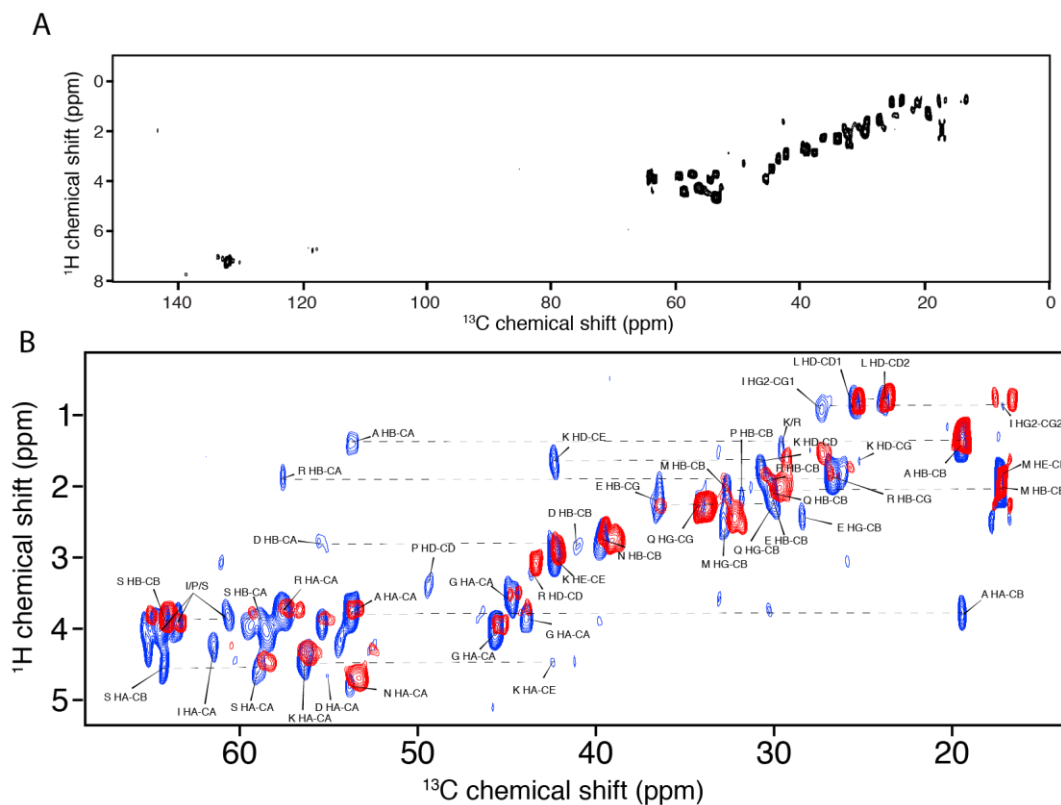 A
0
2
4
6
8
¹H chemical shift (ppm)
140
120
100
80
60
40
20
0
¹³C chemical shift (ppm)
B
L HD-CD1
L HD-CD2
I HG2-CG1
1
I HG2-CG2
A HB-CA
K HD-CE
P HB-CB
K/R
K HD-CD
K HD-CG
A HB-CB
M HE-CE
R HB-CA
M HB-CB
R HB-CB
2
E HB-CG
R HB-CG
M HB-CB
Q HB-CB
D HB-CA
P HD-CD
D HB-CB
Q HG-CG
N HB-CB
M HG-CB
Q HG-CB
E HB-CB
E HG-CB
3
S HB-CB
I/P/S
S HB-CA
R HA-CA
G HA-CA
K HE-CE
R HD-CD
A HA-CA
A HA-CB
4
G HA-CA
G HA-CA
S HA-CB
I HA-CA
S HA-CA
K HA-CA
D HA-CA
N HA-CA
K HA-CE
5
¹H chemical shift (ppm)
60
50
40
30
20
¹³C chemical shift (ppm)